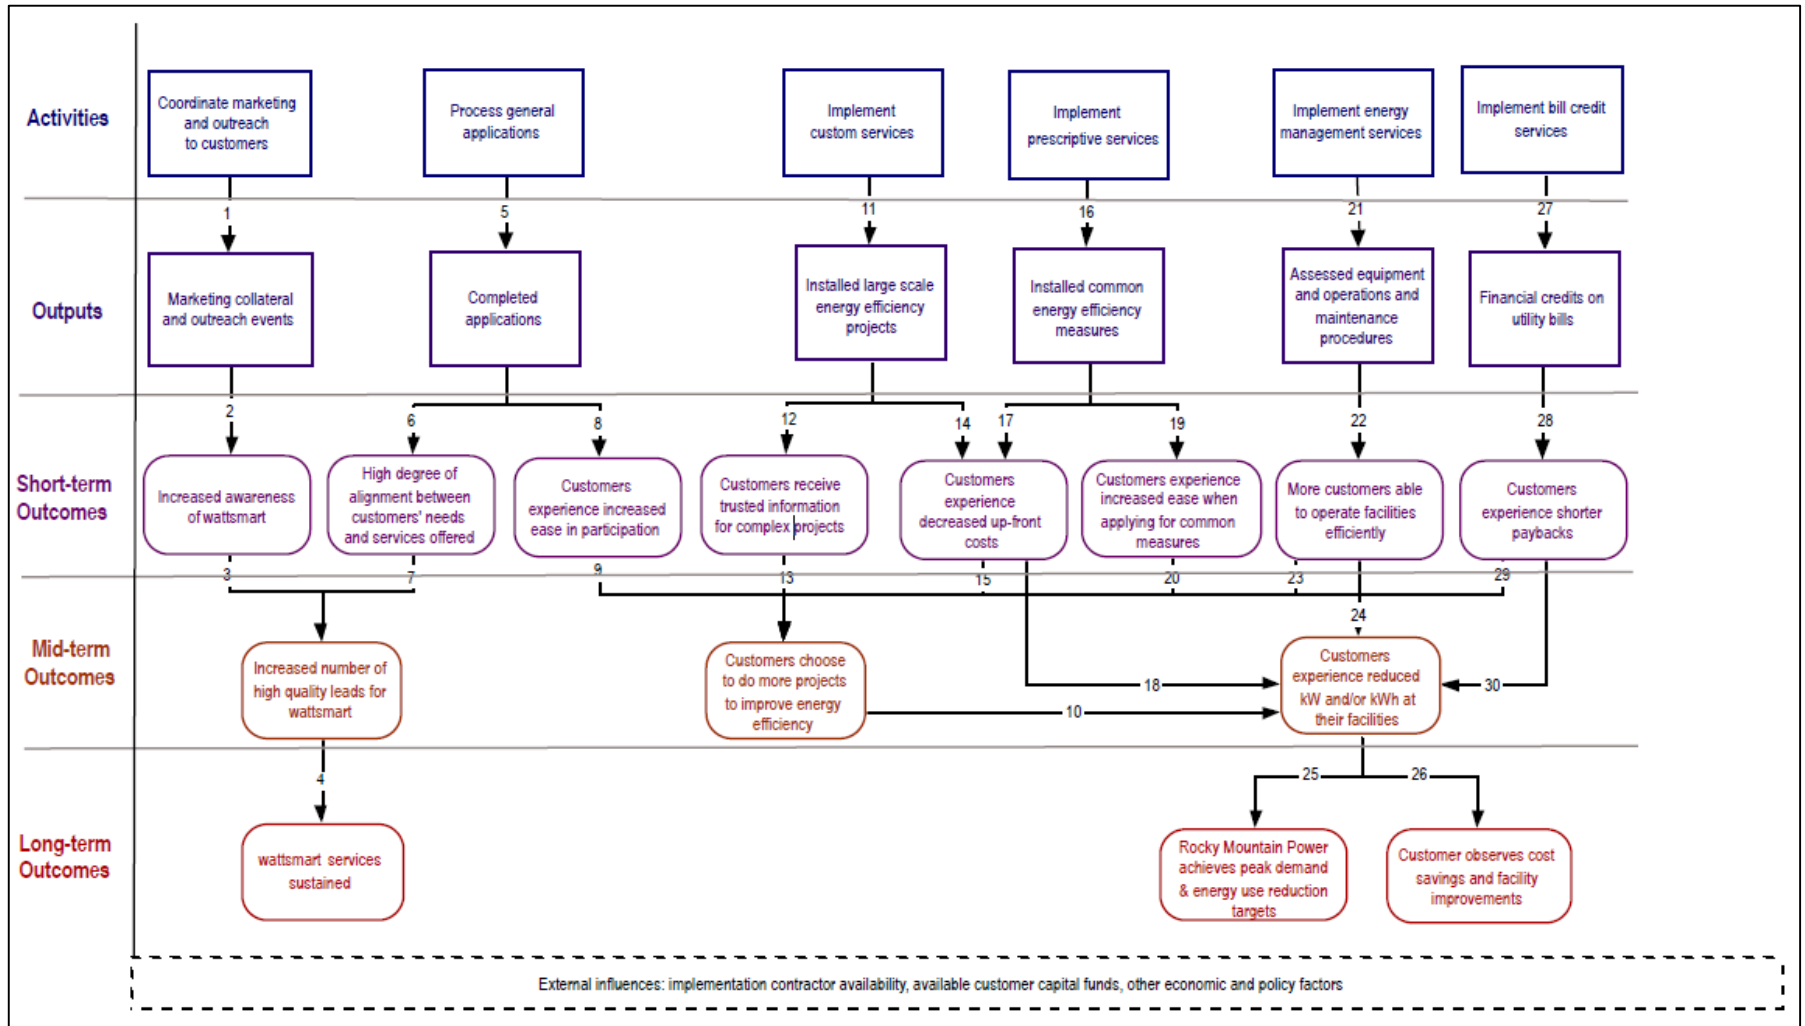 Activities
Coordinate marketing
and outreach
to customers
Process general
applications
Implement
custom services
Implement
prescriptive services
Implement energy
management services
Implement bill credit
services
1
5
11
16
21
27
Outputs
Marketing collateral
and outreach events
Completed
applications
Installed large scale
energy efficiency
projects
Installed common
energy efficiency
measures
Assessed equipment
and operations and
maintenance
procedures
Financial credits on
utility bills
2
6
8
12
14
17
19
22
28
Short-term
Outcomes
Increased awareness
of wattsmart
High degree of
alignment between
customers' needs
and services offered
Customers
experience increased
ease in participation
Customers receive
trusted information
for complex projects
Customers
experience
decreased up-front
costs
Customers experience
increased ease when
applying for common
measures
More customers able
to operate facilities
efficiently
Customers
experience shorter
paybacks
3
7
9
13
15
20
23
29
24
Mid-term
Outcomes
Increased number of
high quality leads for
wattsmart
Customers choose
to do more projects
to improve energy
efficiency
18
10
Customers
experience reduced
kW and/or kWh at
their facilities
30
4
25
26
Long-term
Outcomes
wattsmart services
sustained
Rocky Mountain Power
achieves peak demand
& energy use reduction
targets
Customer observes cost
savings and facility
improvements
External influences: implementation contractor availability, available customer capital funds, other economic and policy factors